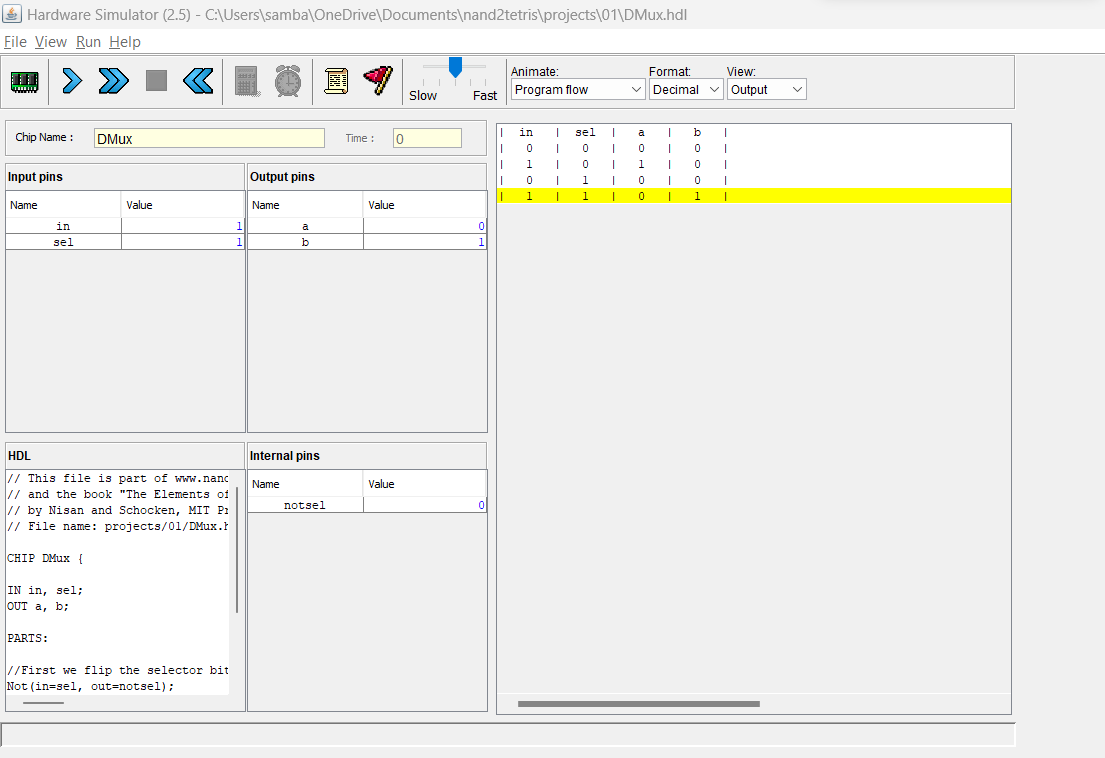 Hardware Simulator (2.5) - C:\Users\samba\OneDrive\Documents\nand2tetris\projects\01\DMux.hdl
File View Run Help
Slow Fast
Animate: Format: View:
Program flow Decimal Output
Chip Name : DMux Time : 0
Input pins Output pins
Name Value Name Value
in 1 a 0
sel 1 b 1
| in | sel | a | b |
| 0 | 0 | 0 | 0 |
| 1 | 0 | 1 | 0 |
| 0 | 1 | 0 | 0 |
| 1 | 1 | 0 | 1 |
HDL
// This file is part of www.nand
// and the book "The Elements of
// by Nisan and Schocken, MIT Pr
// File name: projects/01/DMux.h
CHIP DMux {
IN in, sel;
OUT a, b;
PARTS:
//First we flip the selector bit
Not(in=sel, out=notsel);
Internal pins
Name Value
notsel 0